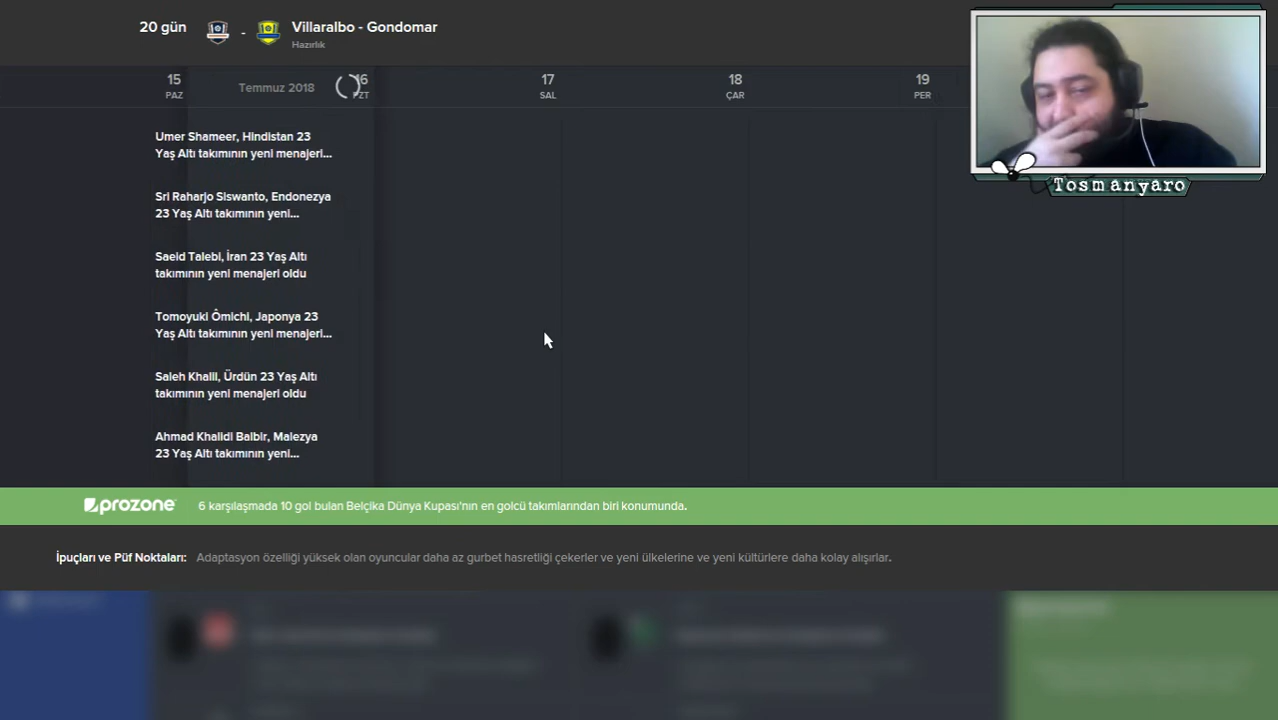 20 gün
-
Villaralbo - Gondomar
Hazırlık
15
PAZ
Temmuz 2018
16
PZT
17
SAL
18
ÇAR
19
PER
Umer Shameer, Hindistan 23
Yaş Altı takımının yeni menajeri...
Sri Raharjo Siswanto, Endonezya
23 Yaş Altı takımının yeni...
Saeid Talebi, İran 23 Yaş Altı
takımının yeni menajeri oldu
Tomoyuki Ômichi, Japonya 23
Yaş Altı takımının yeni menajeri...
Saleh Khalil, Ürdün 23 Yaş Altı
takımının yeni menajeri oldu
Ahmad Khalidi Balbir, Malezya
23 Yaş Altı takımının yeni...
Tosmanyaro
prozone
6 karşılaşmada 10 gol bulan Belçika Dünya Kupası'nın en golcü takımlarından biri konumunda.
İpuçları ve Püf Noktaları: Adaptasyon özelliği yüksek olan oyuncular daha az gurbet hasretliği çekerler ve yeni ülkelerine ve yeni kültürlere daha kolay alışırlar.